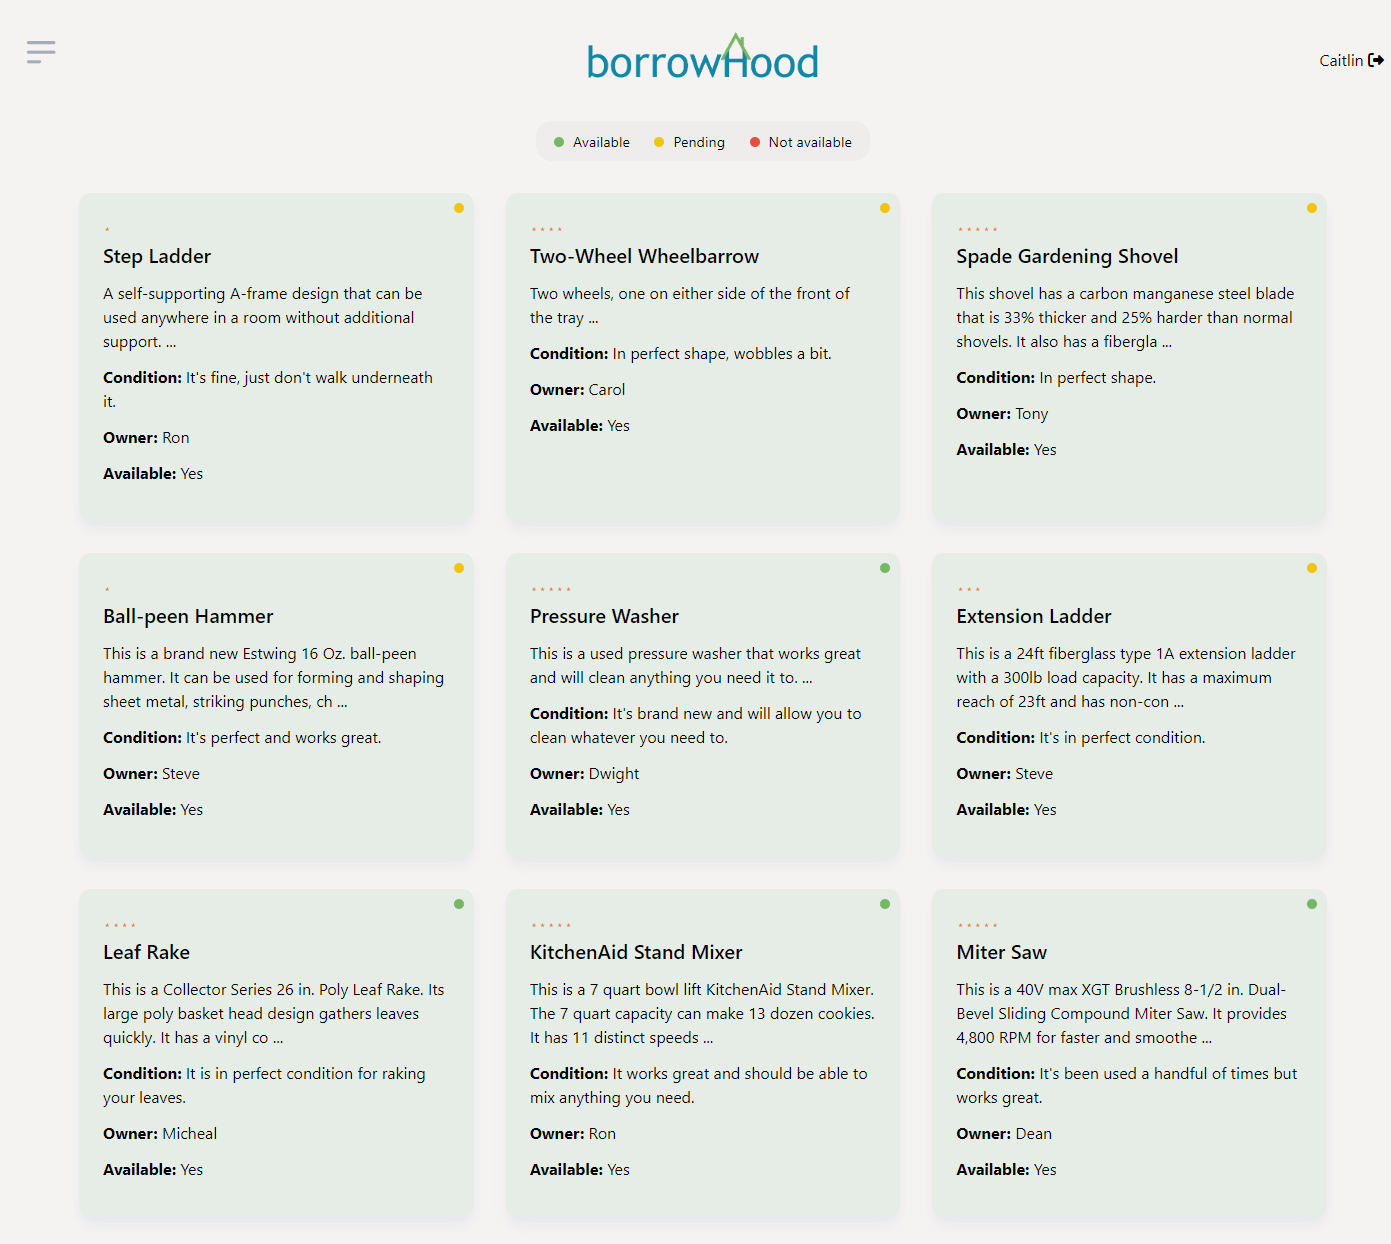 borrowHood
Caitlin
Available
Pending
Not available
Step Ladder
A self-supporting A-frame design that can be
used anywhere in a room without additional
support. ...
Condition: It's fine, just don't walk underneath
it.
Owner: Ron
Available: Yes
Two-Wheel Wheelbarrow
Two wheels, one on either side of the front of
the tray ...
Condition: In perfect shape, wobbles a bit.
Owner: Carol
Available: Yes
Spade Gardening Shovel
This shovel has a carbon manganese steel blade
that is 33% thicker and 25% harder than normal
shovels. It also has a fibergla ...
Condition: In perfect shape.
Owner: Tony
Available: Yes
Ball-peen Hammer
This is a brand new Estwing 16 Oz. ball-peen
hammer. It can be used for forming and shaping
sheet metal, striking punches, ch ...
Condition: It's perfect and works great.
Owner: Steve
Available: Yes
Pressure Washer
This is a used pressure washer that works great
and will clean anything you need it to. ...
Condition: It's brand new and will allow you to
clean whatever you need to.
Owner: Dwight
Available: Yes
Extension Ladder
This is a 24ft fiberglass type 1A extension ladder
with a 300lb load capacity. It has a maximum
reach of 23ft and has non-con ...
Condition: It's in perfect condition.
Owner: Steve
Available: Yes
Leaf Rake
This is a Collector Series 26 in. Poly Leaf Rake. Its
large poly basket head design gathers leaves
quickly. It has a vinyl co ...
Condition: It is in perfect condition for raking
your leaves.
Owner: Micheal
Available: Yes
KitchenAid Stand Mixer
This is a 7 quart bowl lift KitchenAid Stand Mixer.
The 7 quart capacity can make 13 dozen cookies.
It has 11 distinct speeds ...
Condition: It works great and should be able to
mix anything you need.
Owner: Ron
Available: Yes
Miter Saw
This is a 40V max XGT Brushless 8-1/2 in. Dual-
Bevel Sliding Compound Miter Saw. It provides
4,800 RPM for faster and smoothe ...
Condition: It's been used a handful of times but
works great.
Owner: Dean
Available: Yes